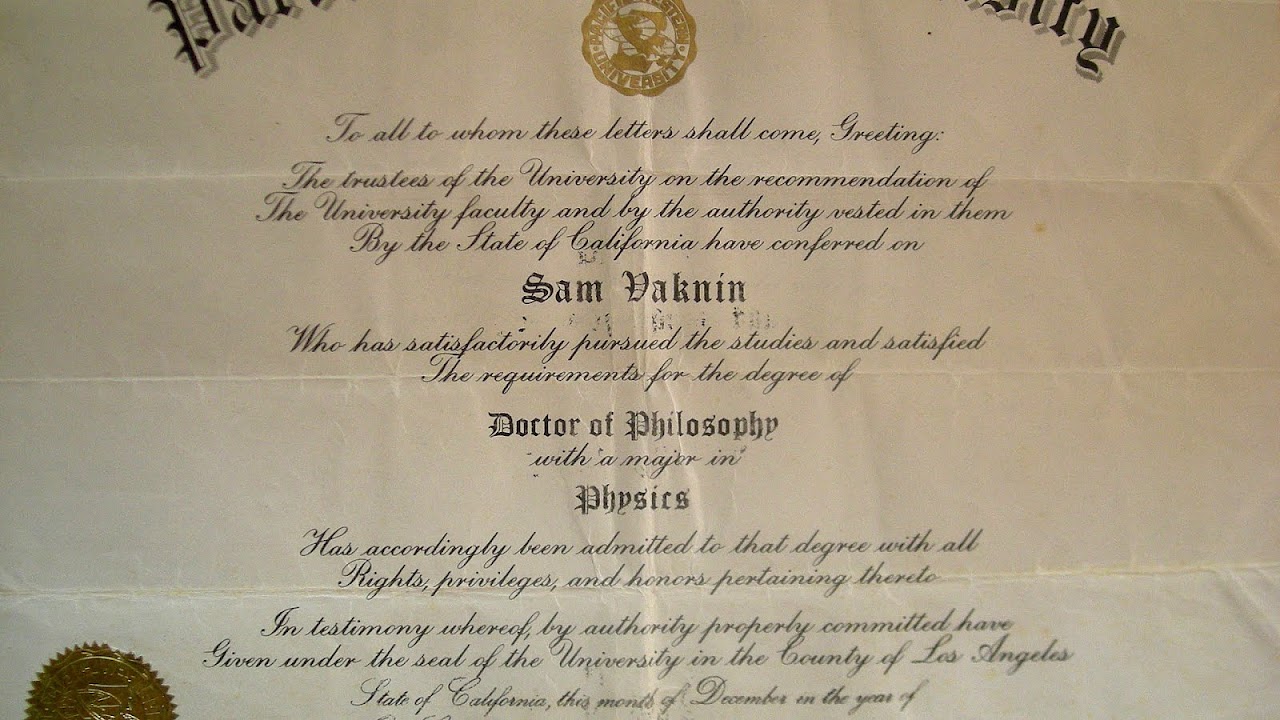 UNIVERSITY
To all to whom these letters shall come, Greeting:
The trustees of the University on the recommendation of
The University faculty and by the authority vested in them
By the State of California have conferred on
Sam Vaknin
Who has satisfactorily pursued the studies and satisfied
The requirements for the degree of
Doctor of Philosophy
with a major in
Physics
Has accordingly been admitted to that degree with all
Rights, privileges, and honors pertaining thereto
In testimony whereof, by authority properly committed have
Given under the seal of the University in the County of Los Angeles
State of California, this month of December in the year of